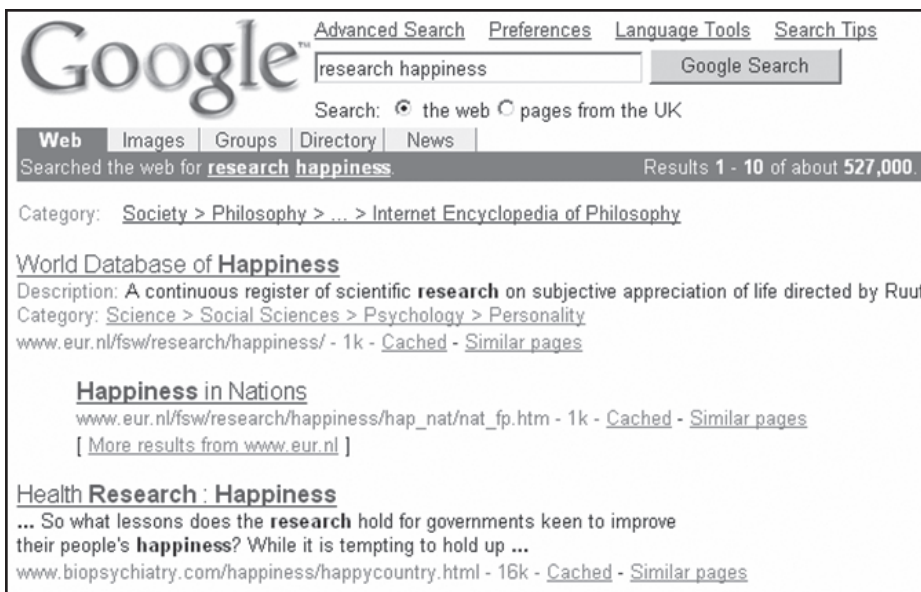 Google™
Advanced Search Preferences Language Tools Search Tips
research happiness Google Search
Search: the web pages from the UK
Web Images Groups Directory News
Searched the web for research happiness. Results 1 - 10 of about 527,000.
Category: Society > Philosophy > ... > Internet Encyclopedia of Philosophy
World Database of Happiness
Description: A continuous register of scientific research on subjective appreciation of life directed by Ruut
Category: Science > Social Sciences > Psychology > Personality
www.eur.nl/fsw/research/happiness/ - 1k - Cached - Similar pages
Happiness in Nations
www.eur.nl/fsw/research/happiness/hap_nat/nat_fp.htm - 1k - Cached - Similar pages
[ More results from www.eur.nl ]
Health Research : Happiness
... So what lessons does the research hold for governments keen to improve
their people's happiness? While it is tempting to hold up ...
www.biopsychiatry.com/happiness/happycountry.html - 16k - Cached - Similar pages